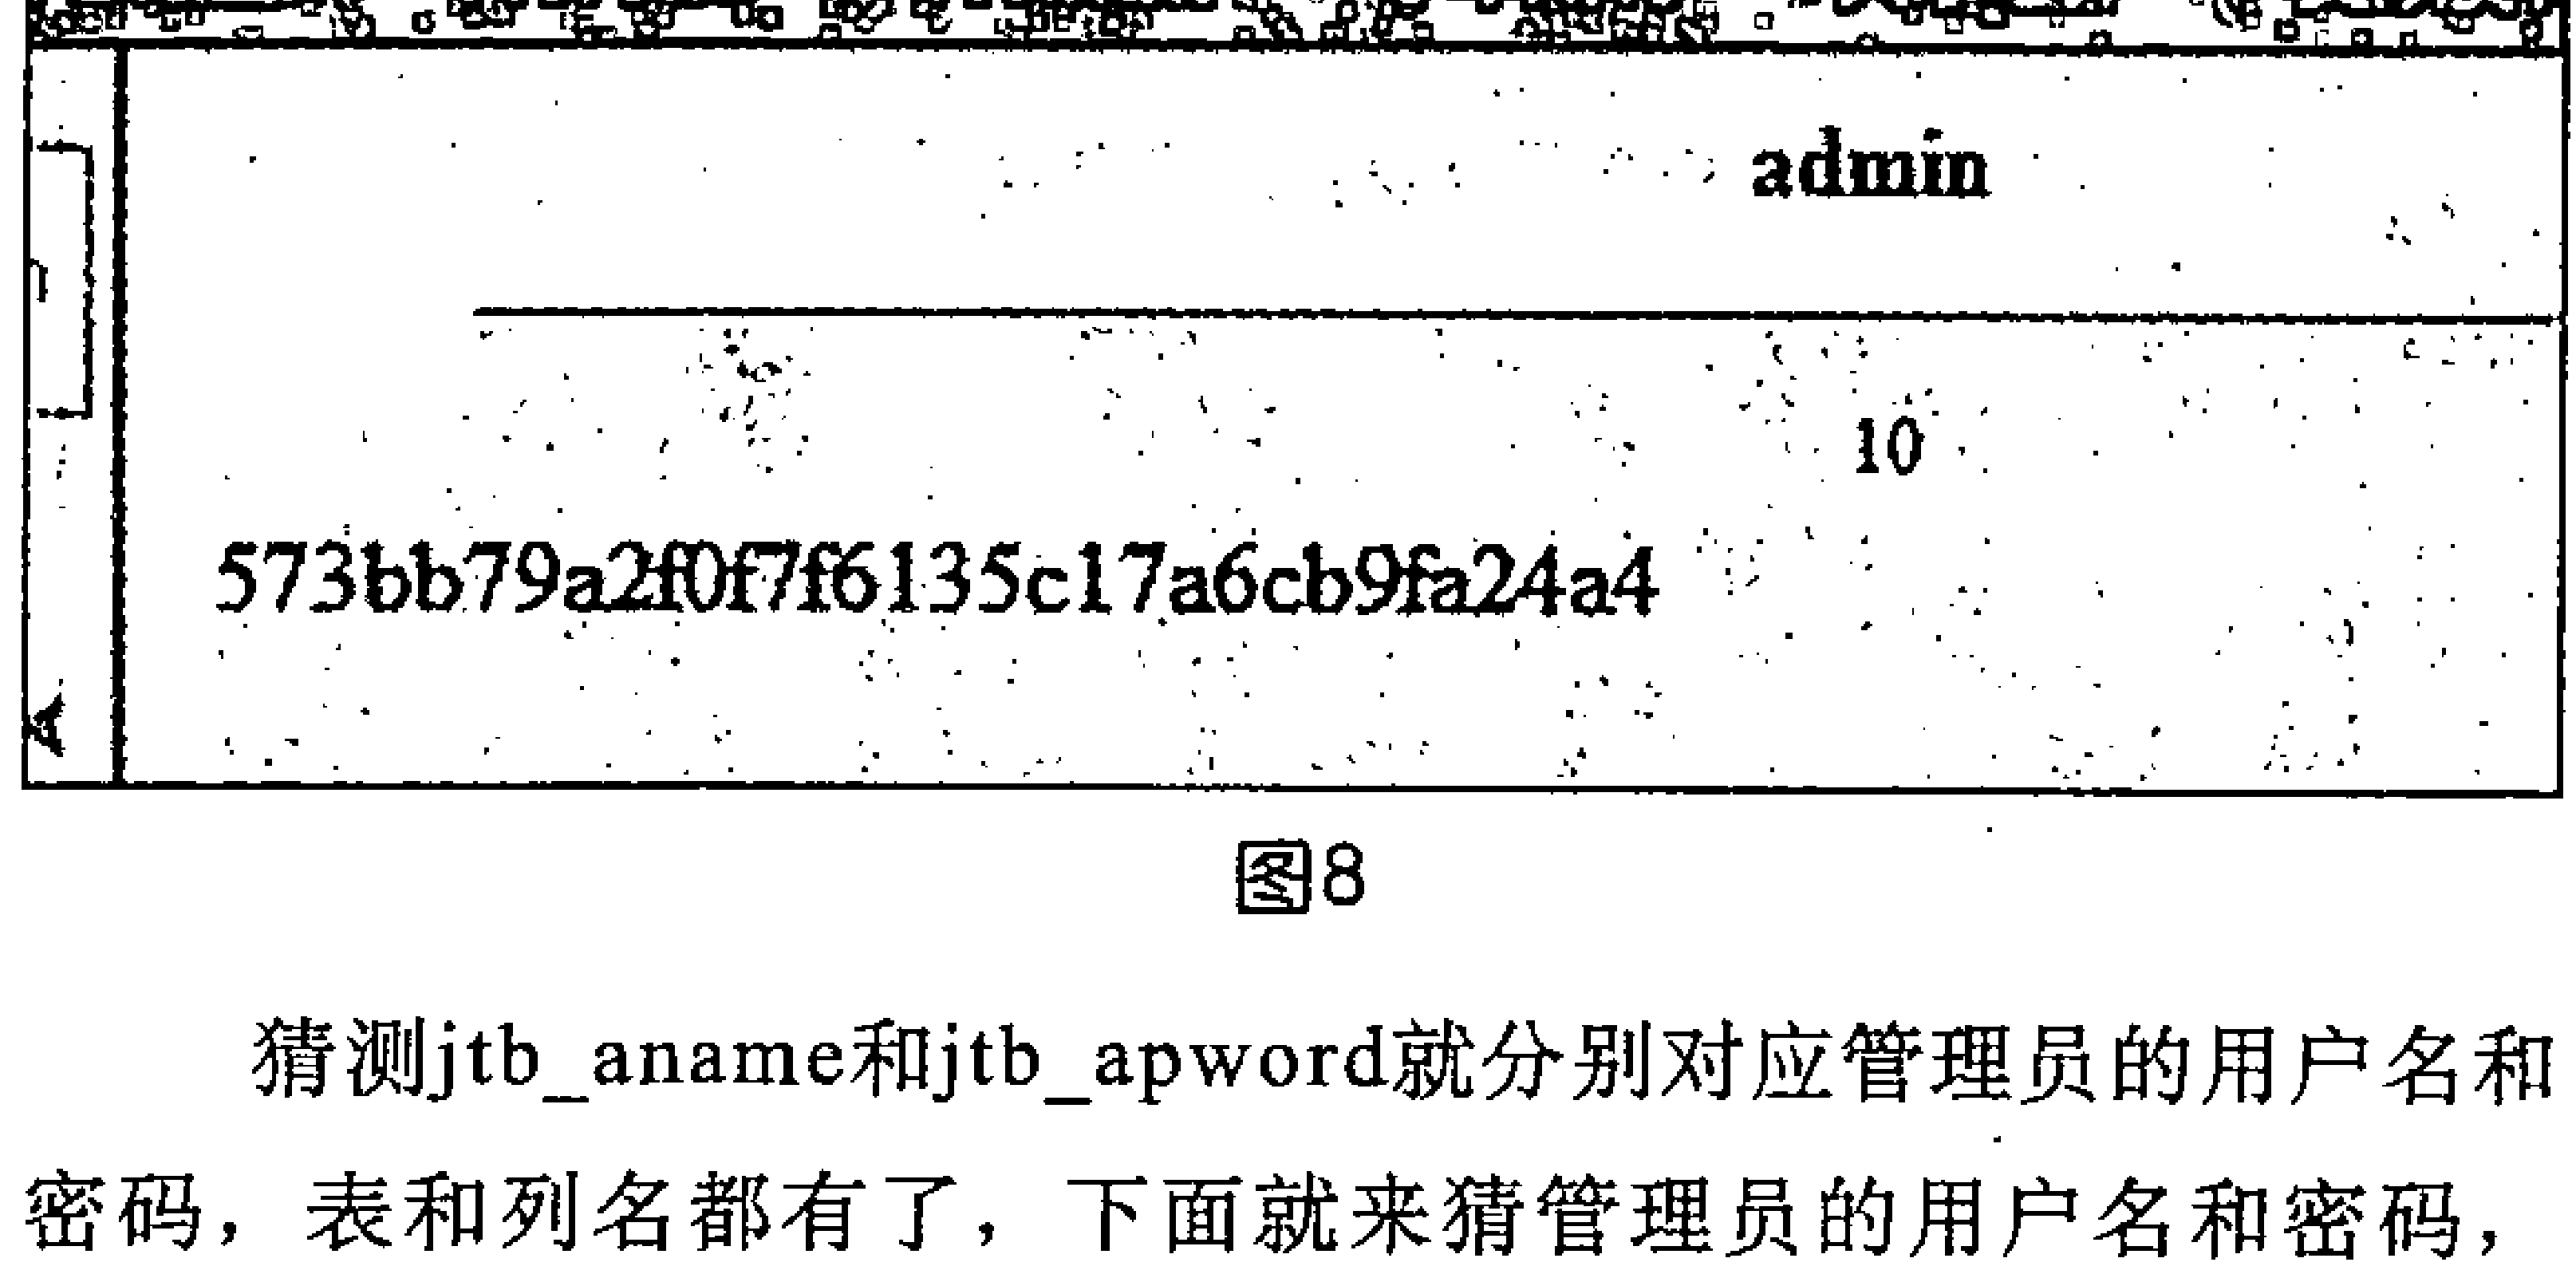 admin
10
573bb79a2f0f7f6135c17a6cb9fa24a4
图8
猜测jtb_aname和jtb_apword就分别对应管理员的用户名和
密码，表和列名都有了，下面就来猜管理员的用户名和密码，